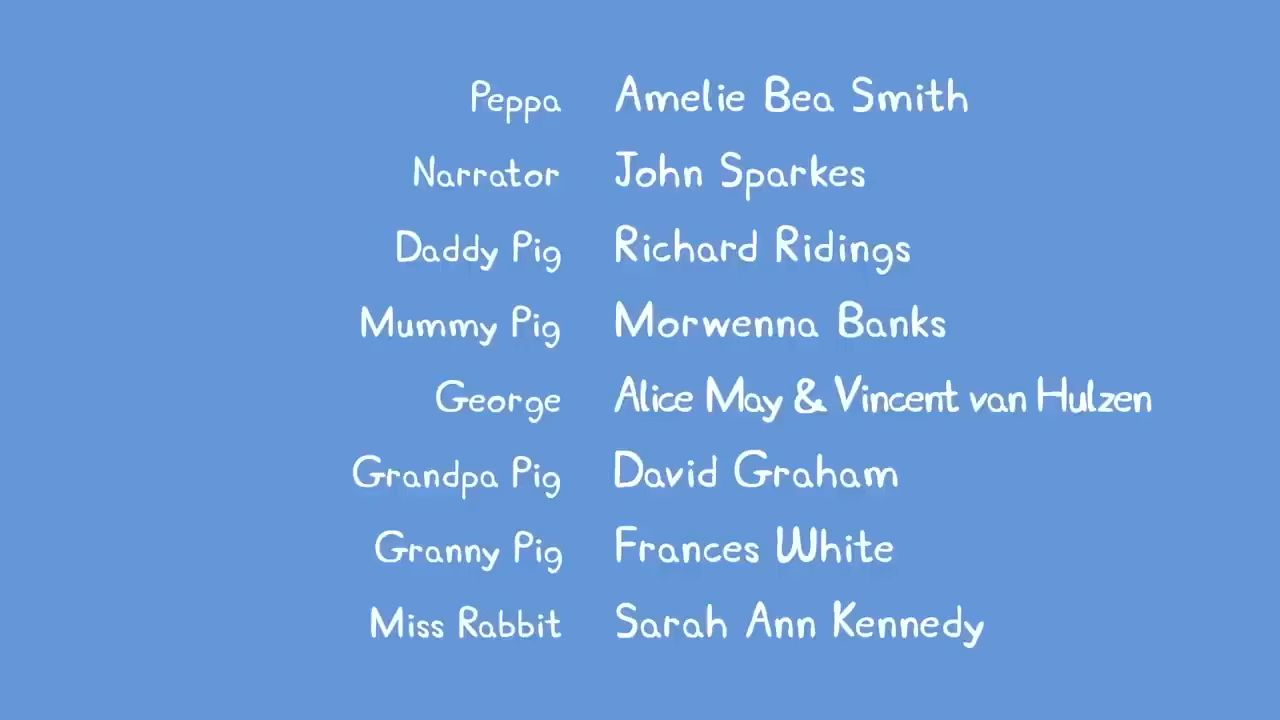 Peppa Amelie Bea Smith
Narrator John Sparkes
Daddy Pig Richard Ridings
Mummy Pig Morwenna Banks
George Alice May & Vincent van Hulzen
Grandpa Pig David Graham
Granny Pig Frances White
Miss Rabbit Sarah Ann Kennedy